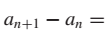 aₙ₊₁ − aₙ =